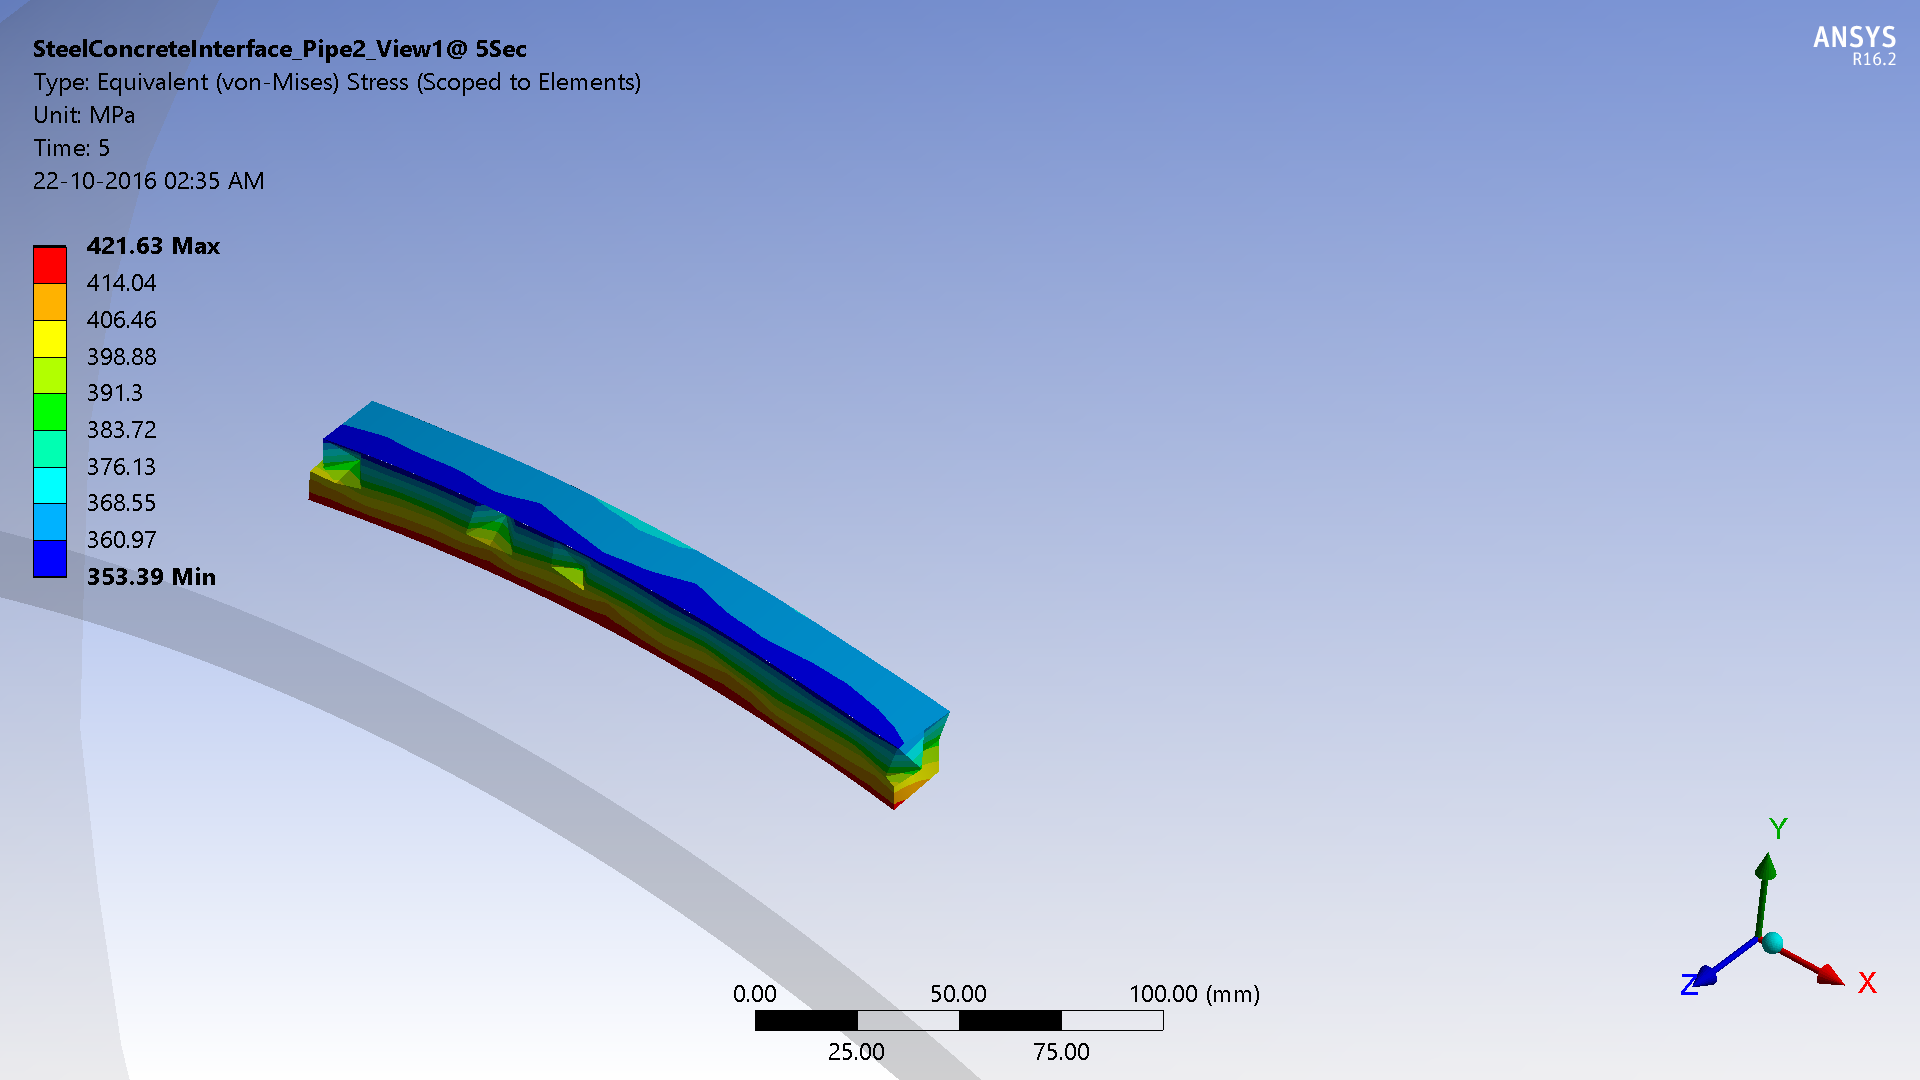 SteelConcreteInterface_Pipe2_View1@ 5Sec
Type: Equivalent (von-Mises) Stress (Scoped to Elements)
Unit: MPa
Time: 5
22-10-2016 02:35 AM
ANSYS
R16.2
421.63 Max
414.04
406.46
398.88
391.3
383.72
376.13
368.55
360.97
353.39 Min
Y
Z
X
0.00 50.00 100.00 (mm)
25.00 75.00